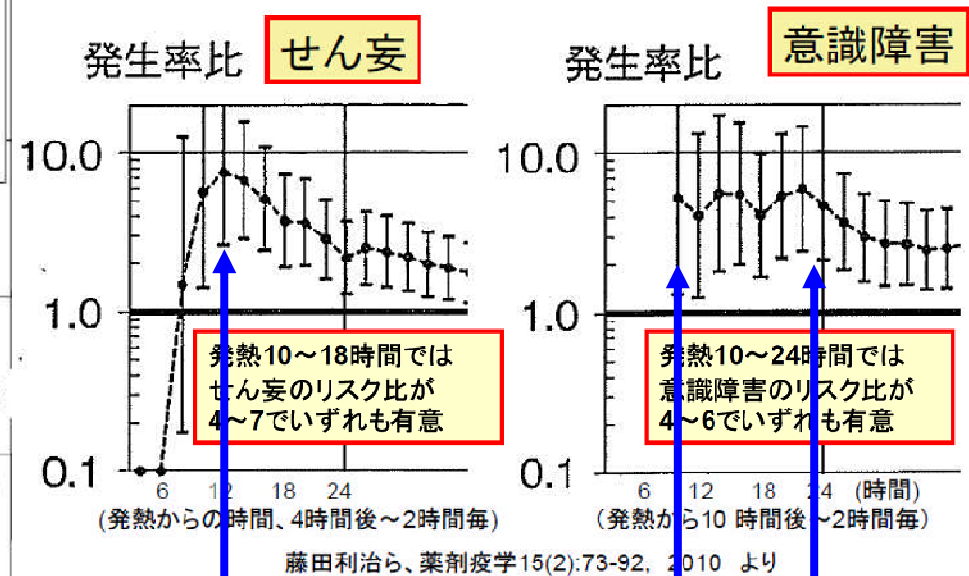 発生率比 せん妄
10.0
1.0
0.1
発熱10～18時間では
せん妄のリスク比が
4～7でいずれも有意
6 12 18 24
(発熱からの時間、4時間後～2時間毎)
発生率比 意識障害
10.0
1.0
0.1
発熱10～24時間では
意識障害のリスク比が
4～6でいずれも有意
6 12 18 24 (時間)
(発熱から10 時間後～2時間毎)
藤田利治ら、薬剤疫学15(2):73-92, 2010 より